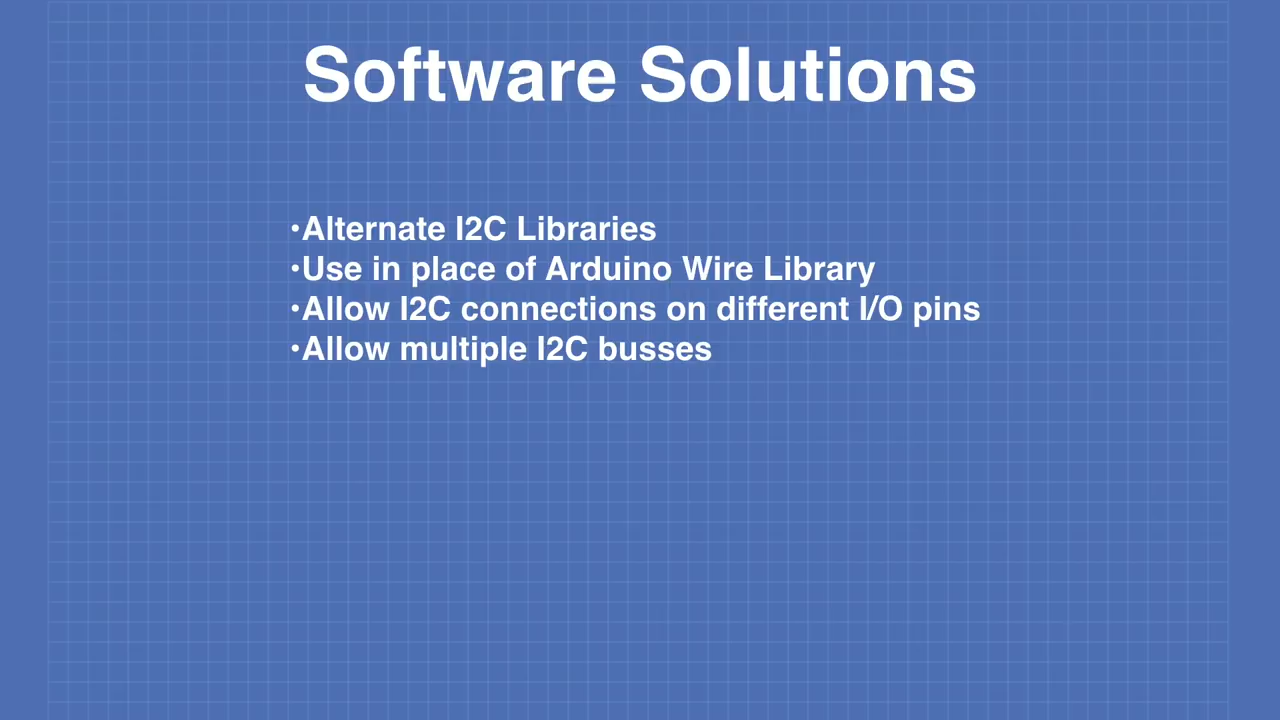 Software Solutions
•Alternate I2C Libraries
•Use in place of Arduino Wire Library
•Allow I2C connections on different I/O pins
•Allow multiple I2C busses